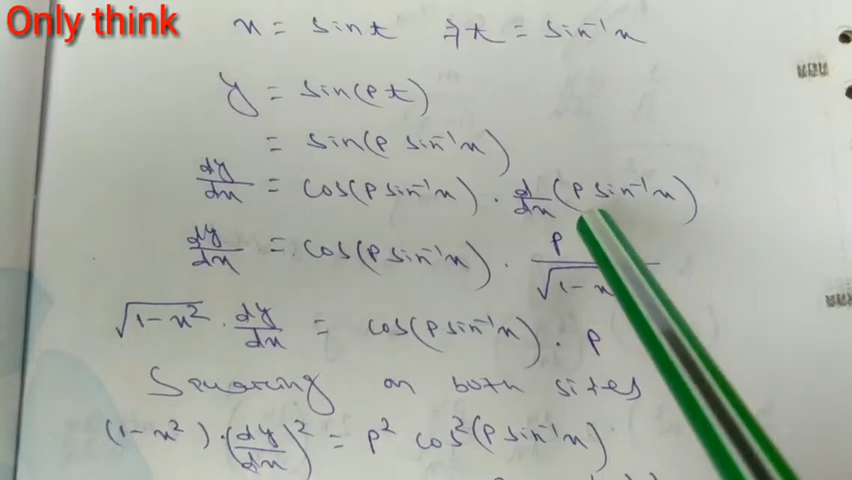 Only think
x = sin t ⇒ t = sin⁻¹x
y = sin(pt)
= sin(p sin⁻¹x)
dy/dx = cos(p sin⁻¹x) · d/dx (p sin⁻¹x)
dy/dx = cos(p sin⁻¹x) · p/√1-x
√1-x² · dy/dx = cos(p sin⁻¹x) · p
Squaring on both sites
(1-x²) · (dy/dx)² = p² cos²(p sin⁻¹x)